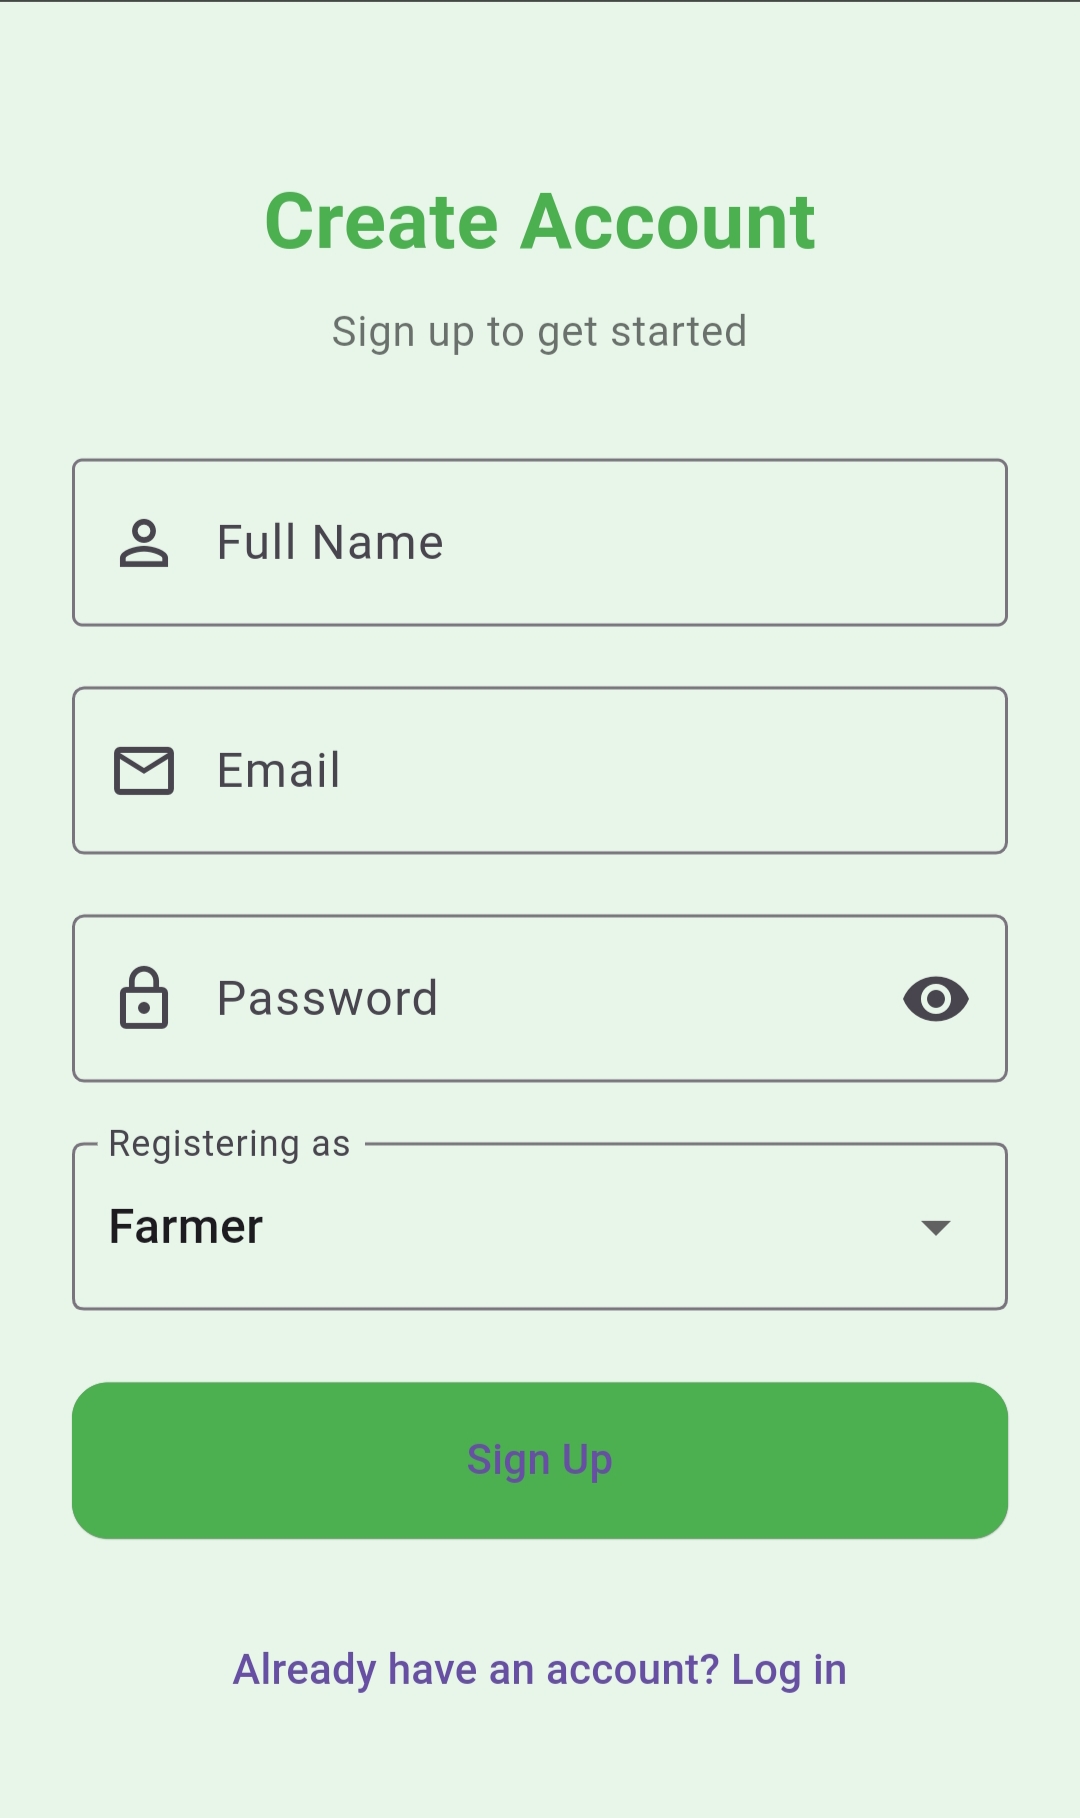 Create Account
Sign up to get started
Full Name
Email
Password
Registering as
Farmer
Sign Up
Already have an account? Log in